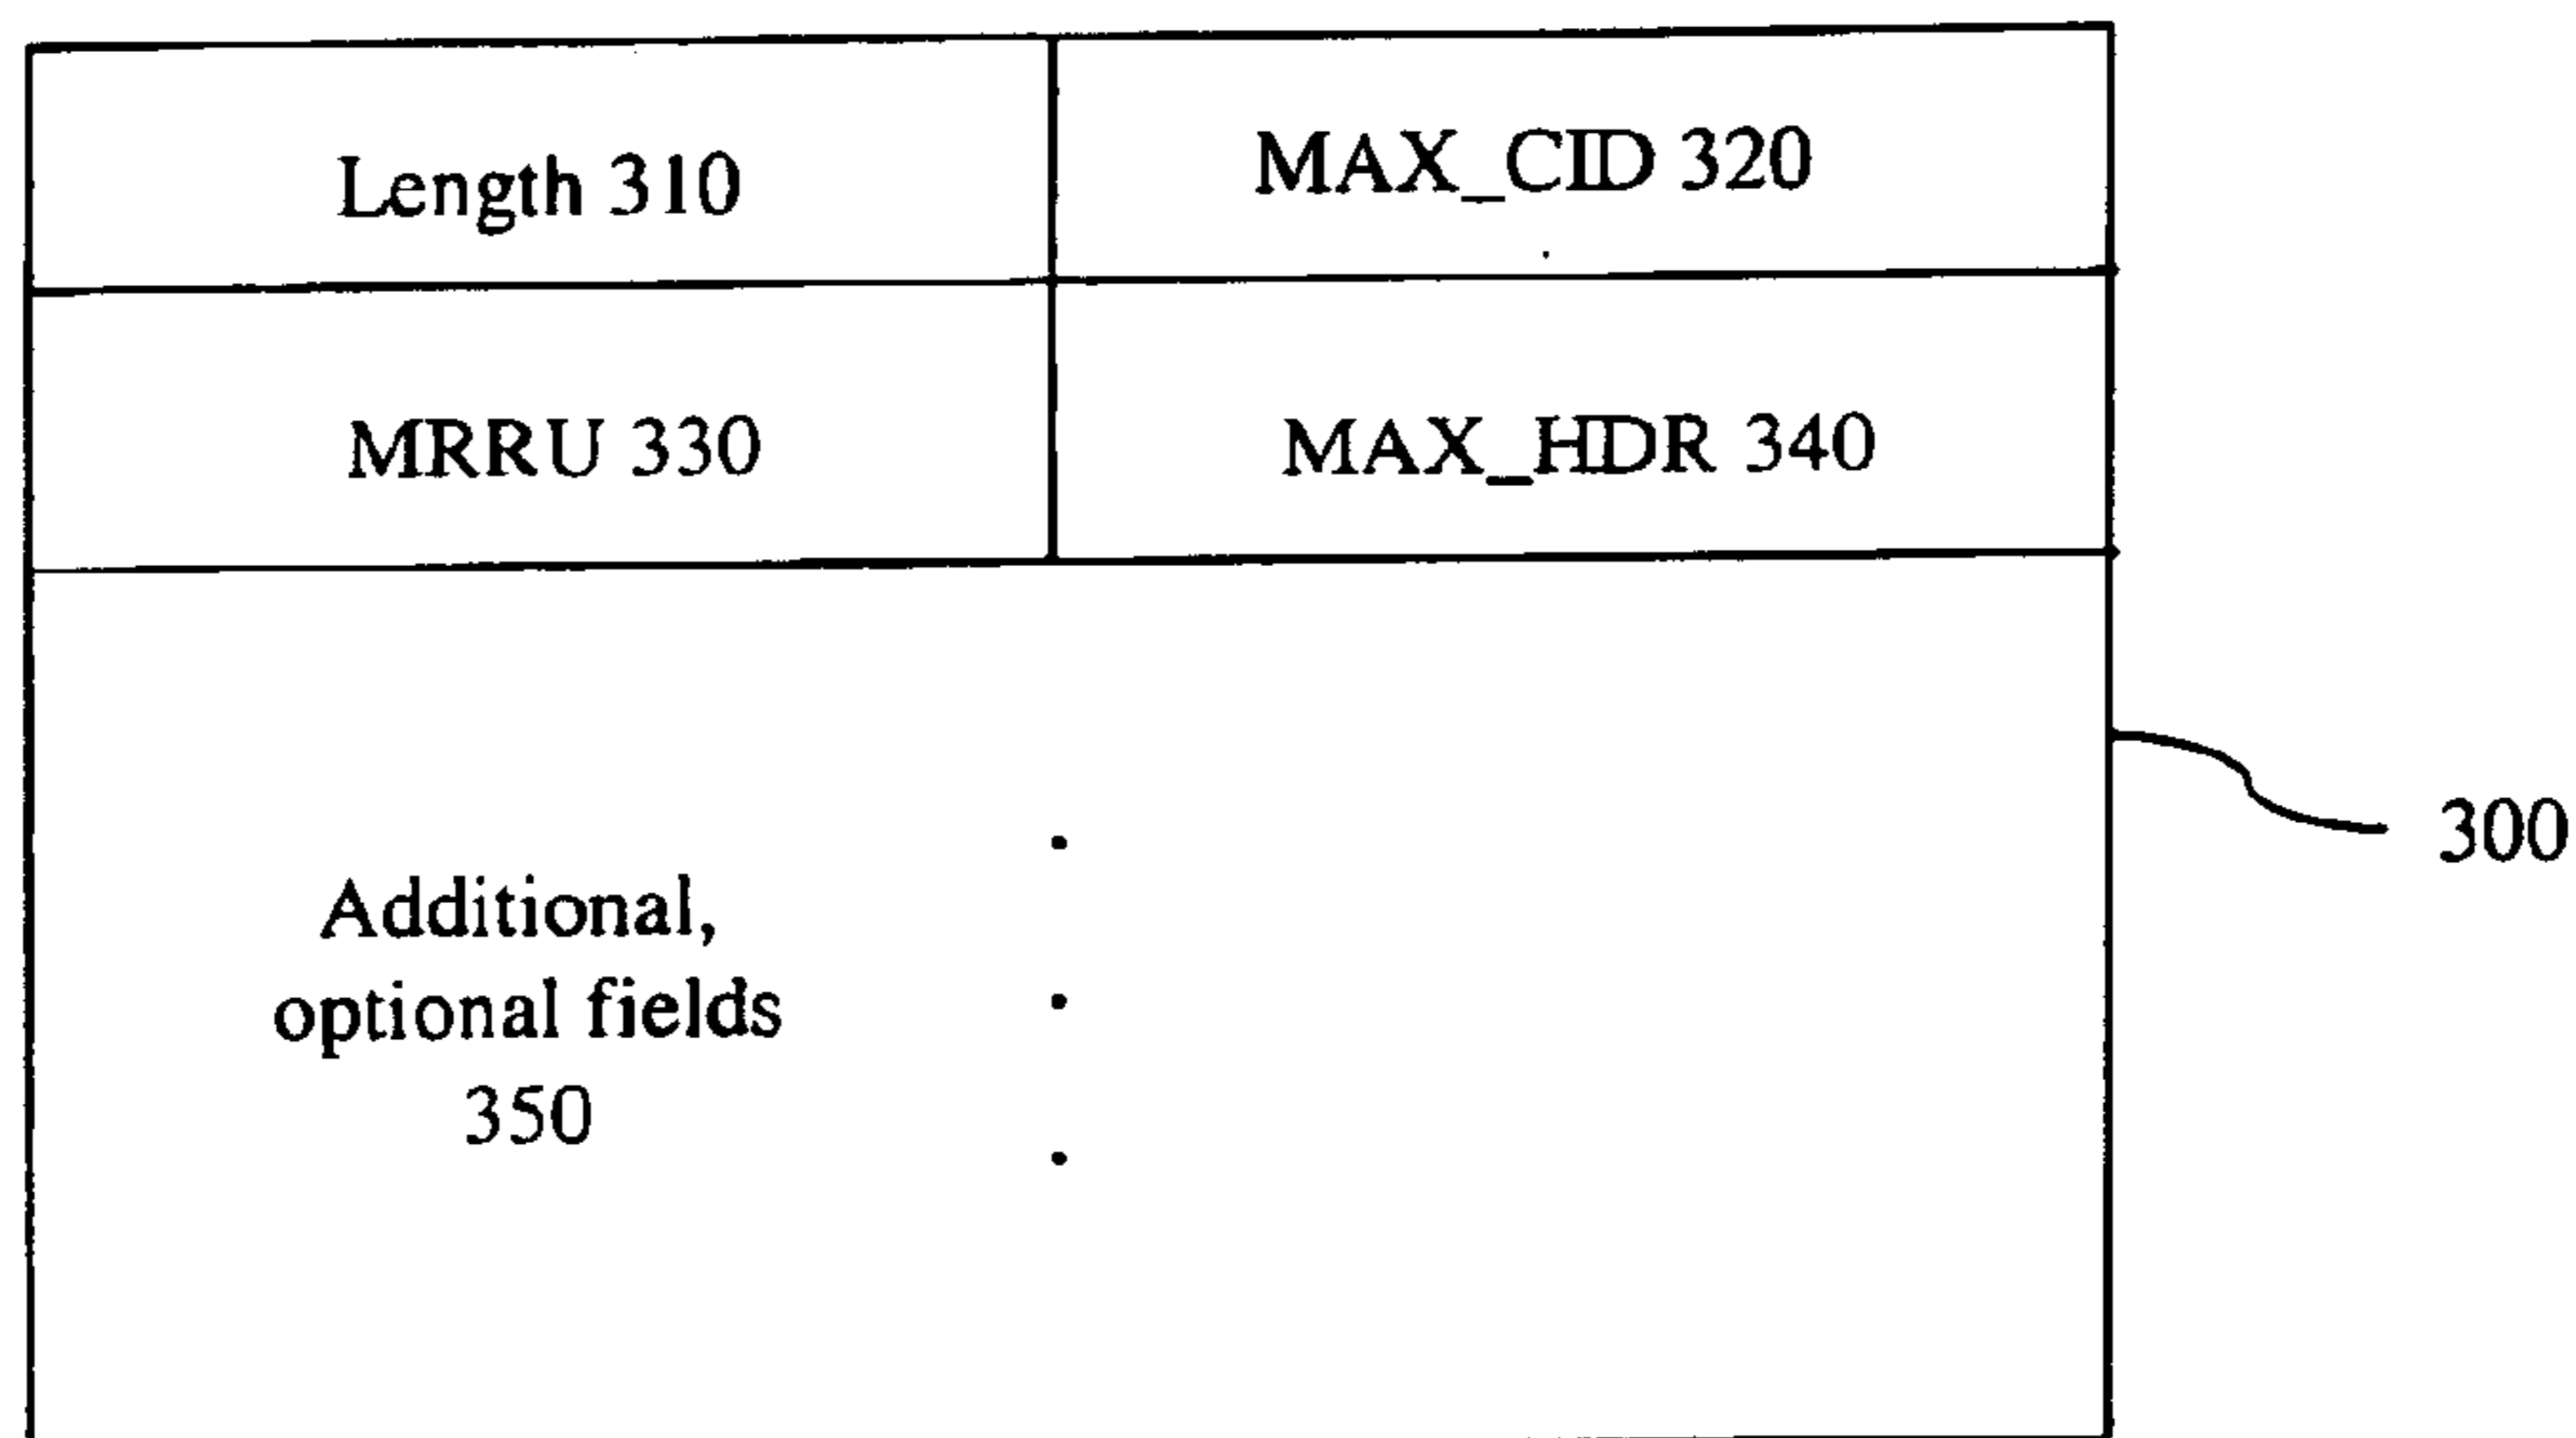 Length 310
MAX_CID 320
MRRU 330
MAX_HDR 340
300
Additional,
optional fields
350